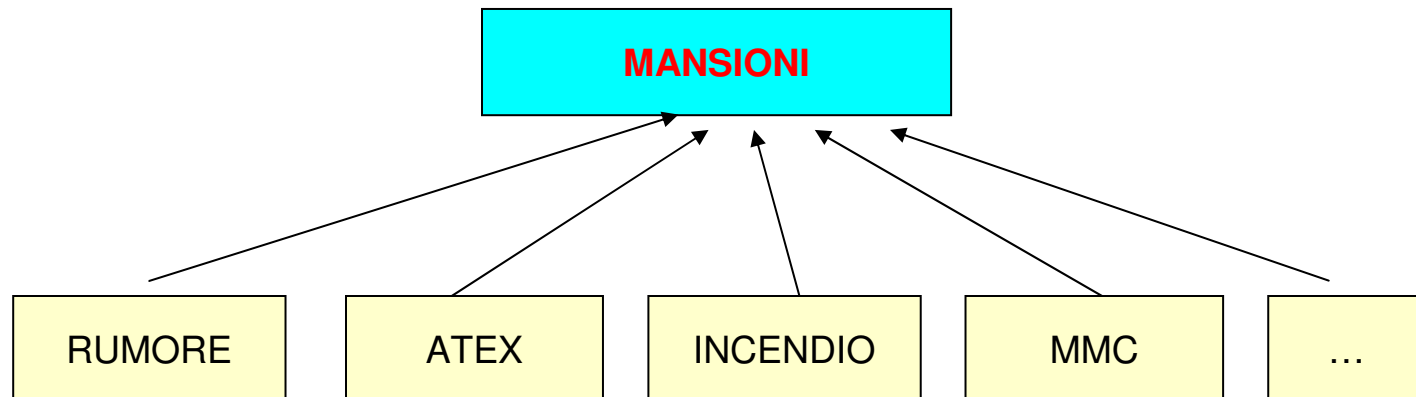 MANSIONI
RUMORE
ATEX
INCENDIO
MMC
…